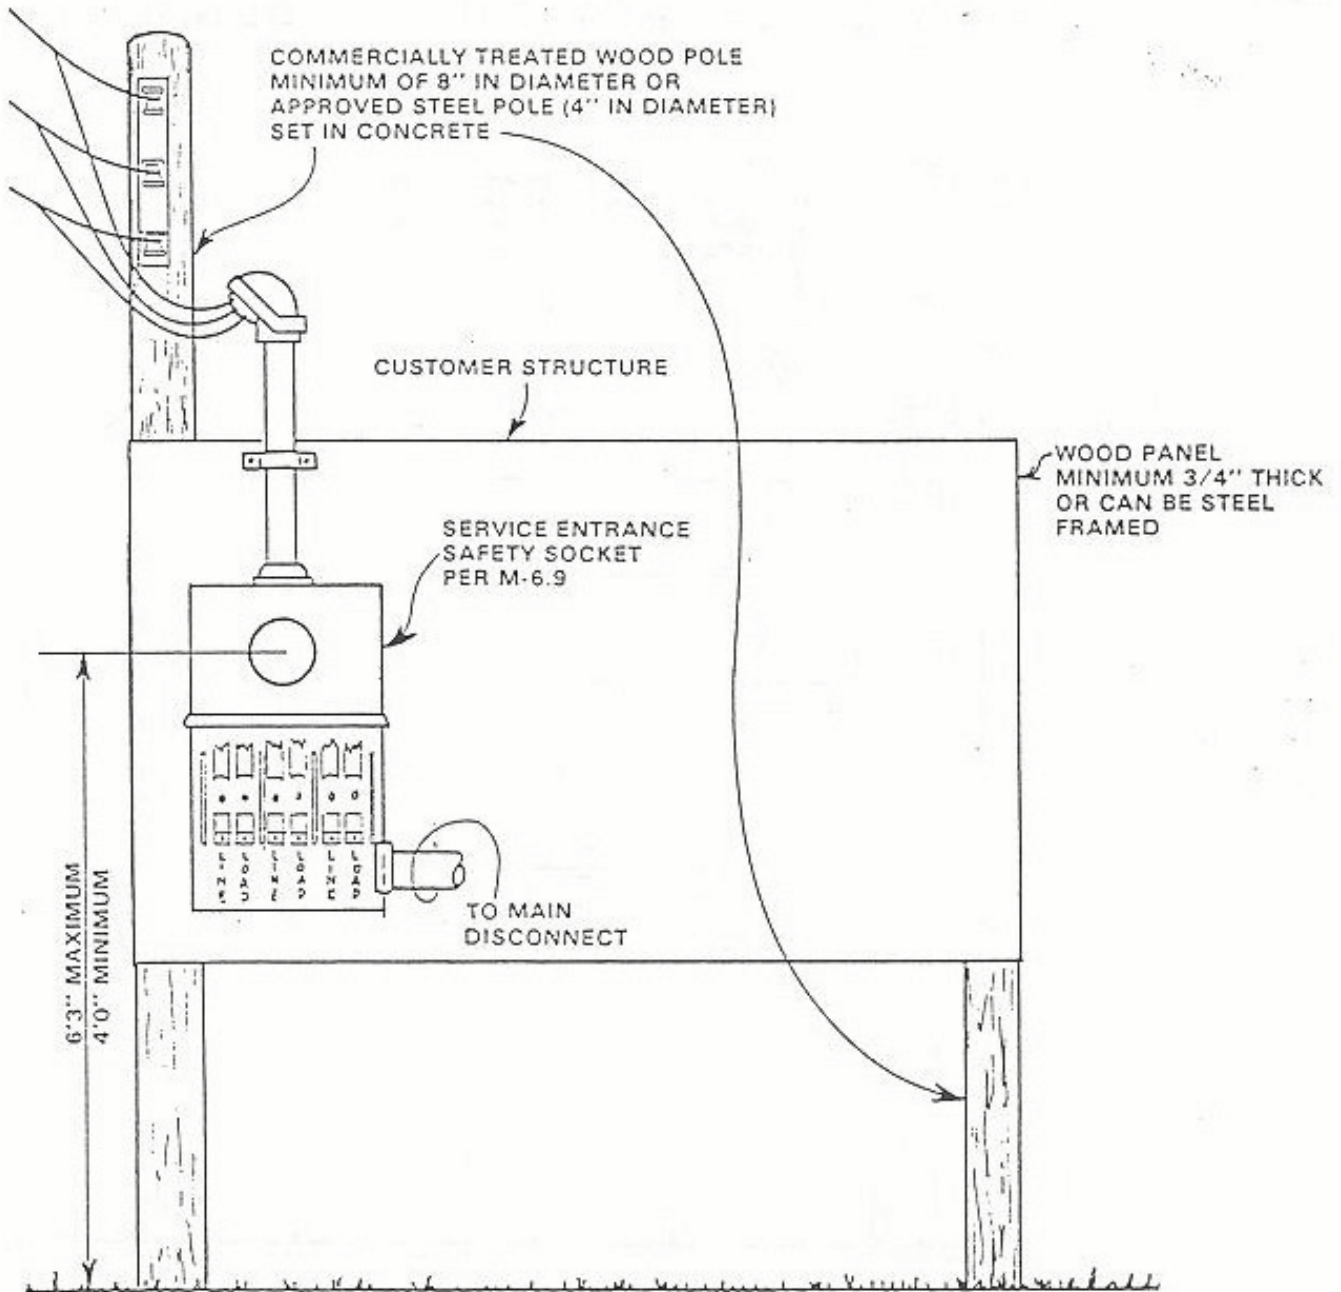 COMMERCIALLY TREATED WOOD POLE
MINIMUM OF 8" IN DIAMETER OR
APPROVED STEEL POLE (4" IN DIAMETER)
SET IN CONCRETE
CUSTOMER STRUCTURE
WOOD PANEL
MINIMUM 3/4" THICK
OR CAN BE STEEL
FRAMED
SERVICE ENTRANCE
SAFETY SOCKET
PER M-6.9
LINE
LOAD
LINE
LOAD
LINE
LOAD
TO MAIN
DISCONNECT
6'3" MAXIMUM
4'0" MINIMUM